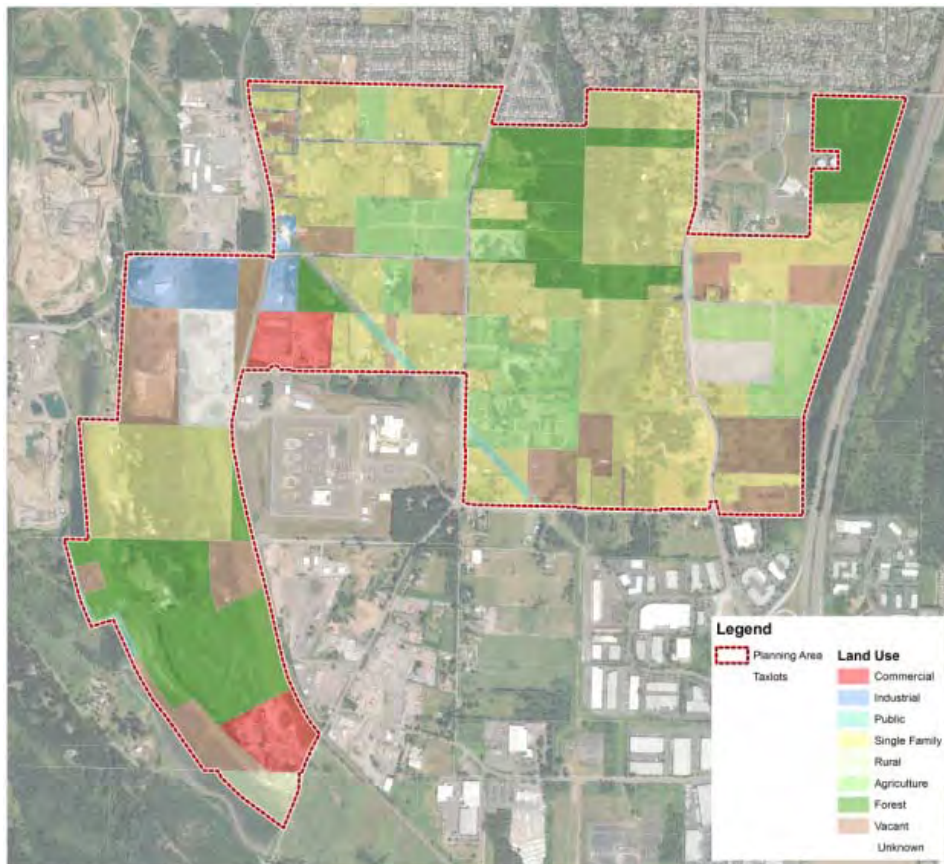 Legend
Planning Area
Taxlots
Land Use
Commercial
Industrial
Public
Single Family
Rural
Agriculture
Forest
Vacant
Unknown